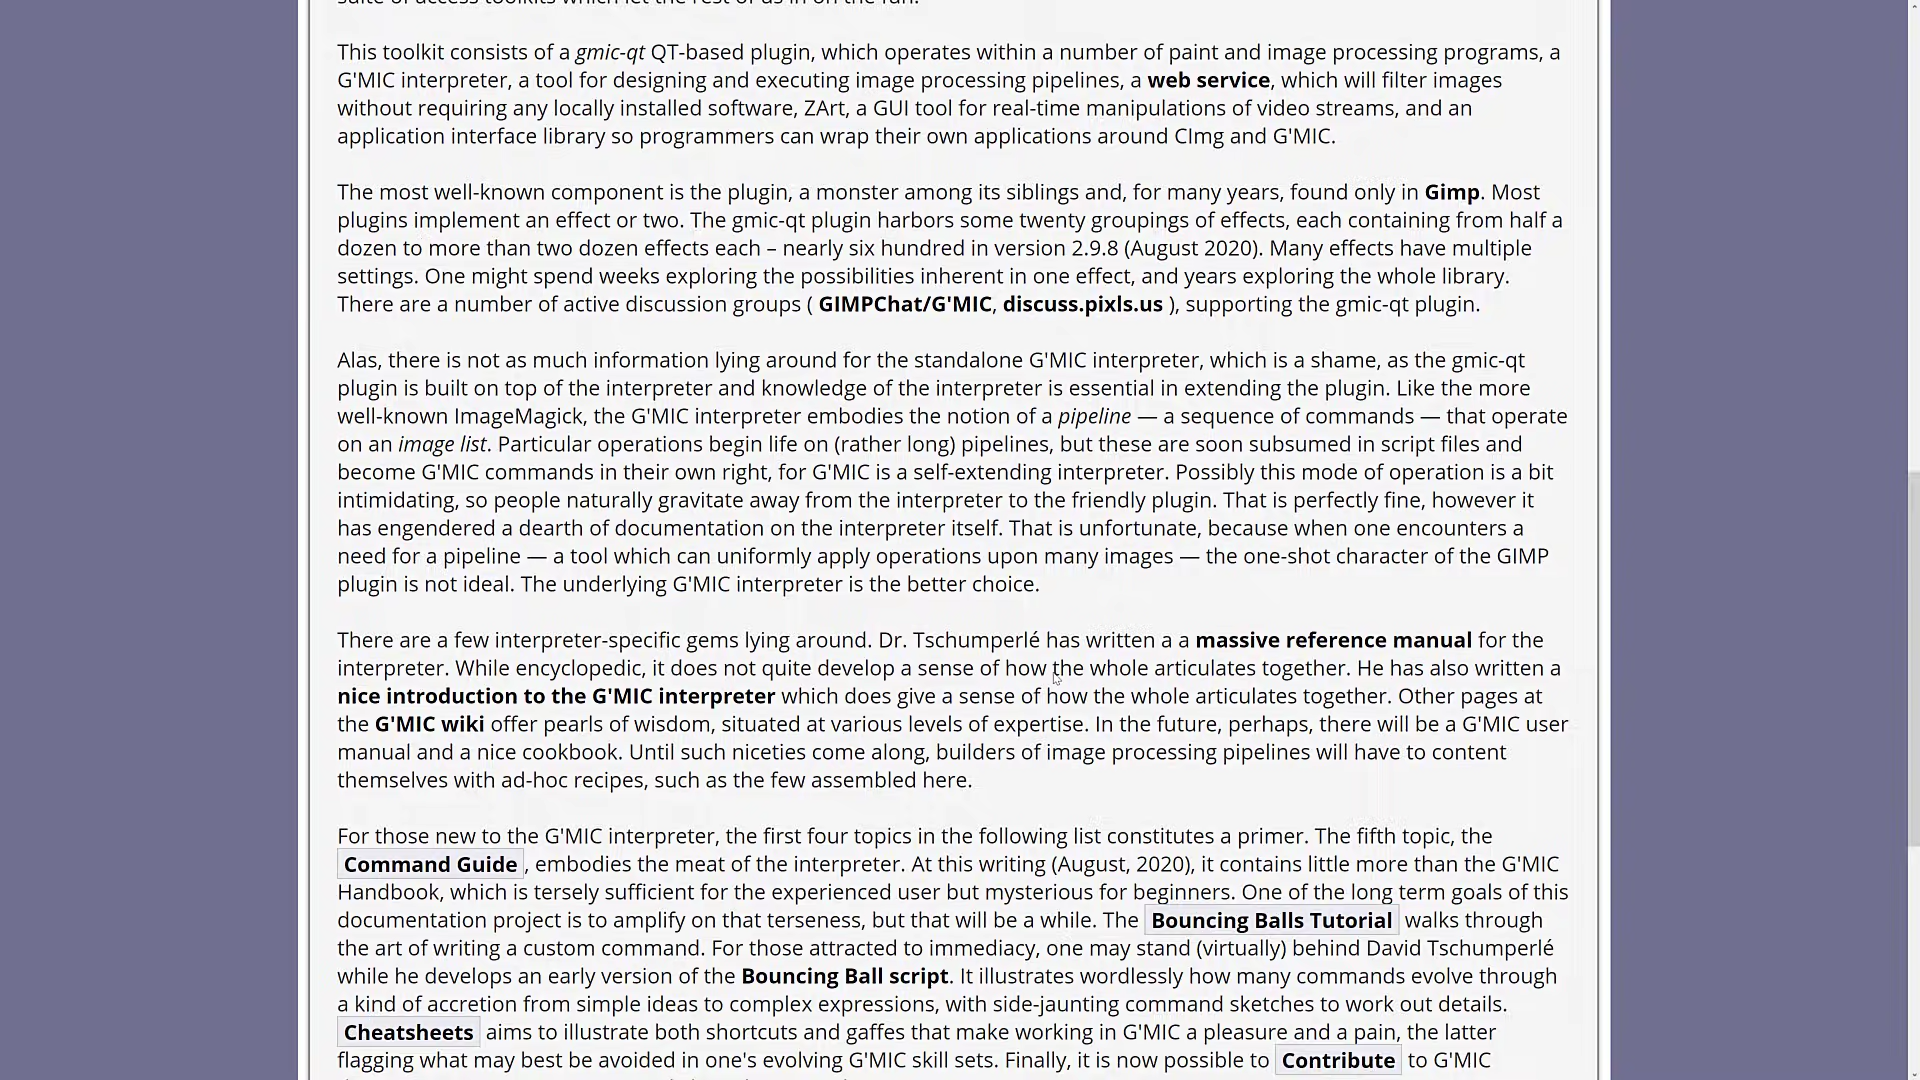 suite of access toolkits which let the rest of us in on the fun.
This toolkit consists of a gmic-qt QT-based plugin, which operates within a number of paint and image processing programs, a
G'MIC interpreter, a tool for designing and executing image processing pipelines, a web service, which will filter images
without requiring any locally installed software, ZArt, a GUI tool for real-time manipulations of video streams, and an
application interface library so programmers can wrap their own applications around CImg and G'MIC.
The most well-known component is the plugin, a monster among its siblings and, for many years, found only in Gimp. Most
plugins implement an effect or two. The gmic-qt plugin harbors some twenty groupings of effects, each containing from half a
dozen to more than two dozen effects each – nearly six hundred in version 2.9.8 (August 2020). Many effects have multiple
settings. One might spend weeks exploring the possibilities inherent in one effect, and years exploring the whole library.
There are a number of active discussion groups ( GIMPChat/G'MIC, discuss.pixls.us ), supporting the gmic-qt plugin.
Alas, there is not as much information lying around for the standalone G'MIC interpreter, which is a shame, as the gmic-qt
plugin is built on top of the interpreter and knowledge of the interpreter is essential in extending the plugin. Like the more
well-known ImageMagick, the G'MIC interpreter embodies the notion of a pipeline — a sequence of commands — that operate
on an image list. Particular operations begin life on (rather long) pipelines, but these are soon subsumed in script files and
become G'MIC commands in their own right, for G'MIC is a self-extending interpreter. Possibly this mode of operation is a bit
intimidating, so people naturally gravitate away from the interpreter to the friendly plugin. That is perfectly fine, however it
has engendered a dearth of documentation on the interpreter itself. That is unfortunate, because when one encounters a
need for a pipeline — a tool which can uniformly apply operations upon many images — the one-shot character of the GIMP
plugin is not ideal. The underlying G'MIC interpreter is the better choice.
There are a few interpreter-specific gems lying around. Dr. Tschumperlé has written a a massive reference manual for the
interpreter. While encyclopedic, it does not quite develop a sense of how the whole articulates together. He has also written a
nice introduction to the G'MIC interpreter which does give a sense of how the whole articulates together. Other pages at
the G'MIC wiki offer pearls of wisdom, situated at various levels of expertise. In the future, perhaps, there will be a G'MIC user
manual and a nice cookbook. Until such niceties come along, builders of image processing pipelines will have to content
themselves with ad-hoc recipes, such as the few assembled here.
For those new to the G'MIC interpreter, the first four topics in the following list constitutes a primer. The fifth topic, the
Command Guide , embodies the meat of the interpreter. At this writing (August, 2020), it contains little more than the G'MIC
Handbook, which is tersely sufficient for the experienced user but mysterious for beginners. One of the long term goals of this
documentation project is to amplify on that terseness, but that will be a while. The Bouncing Balls Tutorial walks through
the art of writing a custom command. For those attracted to immediacy, one may stand (virtually) behind David Tschumperlé
while he develops an early version of the Bouncing Ball script. It illustrates wordlessly how many commands evolve through
a kind of accretion from simple ideas to complex expressions, with side-jaunting command sketches to work out details.
Cheatsheets aims to illustrate both shortcuts and gaffes that make working in G'MIC a pleasure and a pain, the latter
flagging what may best be avoided in one's evolving G'MIC skill sets. Finally, it is now possible to Contribute to G'MIC